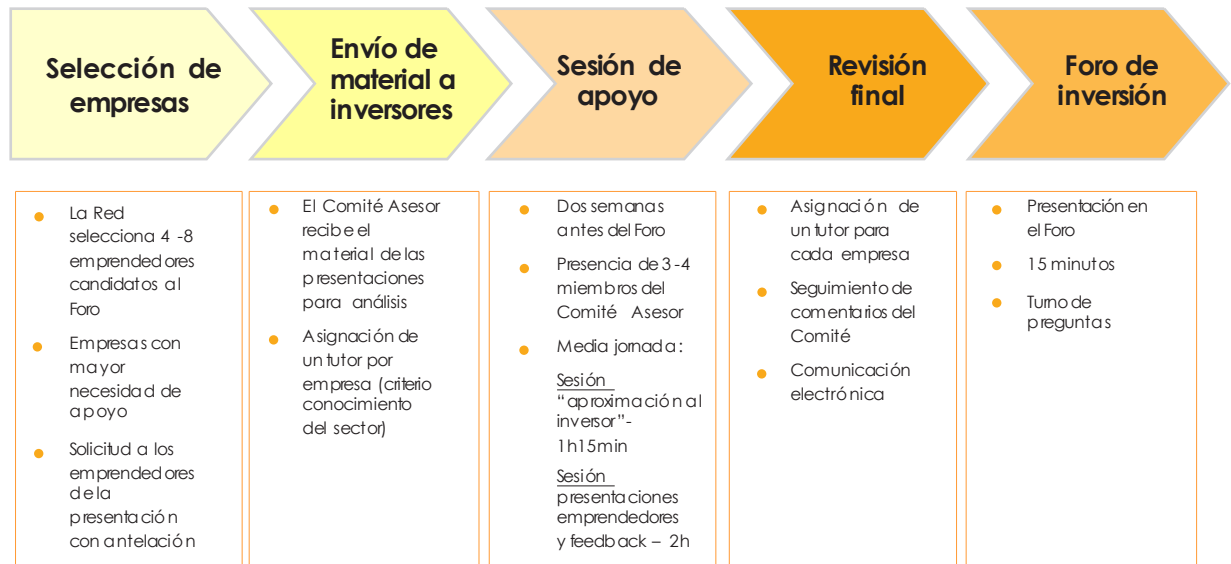 Selección de
empresas
Envío de
material a
inversores
Sesión de
apoyo
Revisión
final
Foro de
inversión
La Red
selecciona 4 -8
emprendedores
candidatos al
Foro
Empresas con
mayor
necesidad de
apoyo
Solicitud a los
emprendedores
de la
presentación
con antelación
El Comité Asesor
recibe el
material de las
presentaciones
para análisis
Asignación de
un tutor por
empresa (criterio
conocimiento
del sector)
Dos semanas
antes del Foro
Presencia de 3-4
miembros del
Comité Asesor
Media jornada:
Sesión
“aproximación al
inversor”-
1h15min
Sesión
presentaciones
emprendedores
y feedback – 2h
Asignación de
un tutor para
cada empresa
Seguimiento de
comentarios del
Comité
Comunicación
electrónica
Presentación en
el Foro
15 minutos
Turno de
preguntas